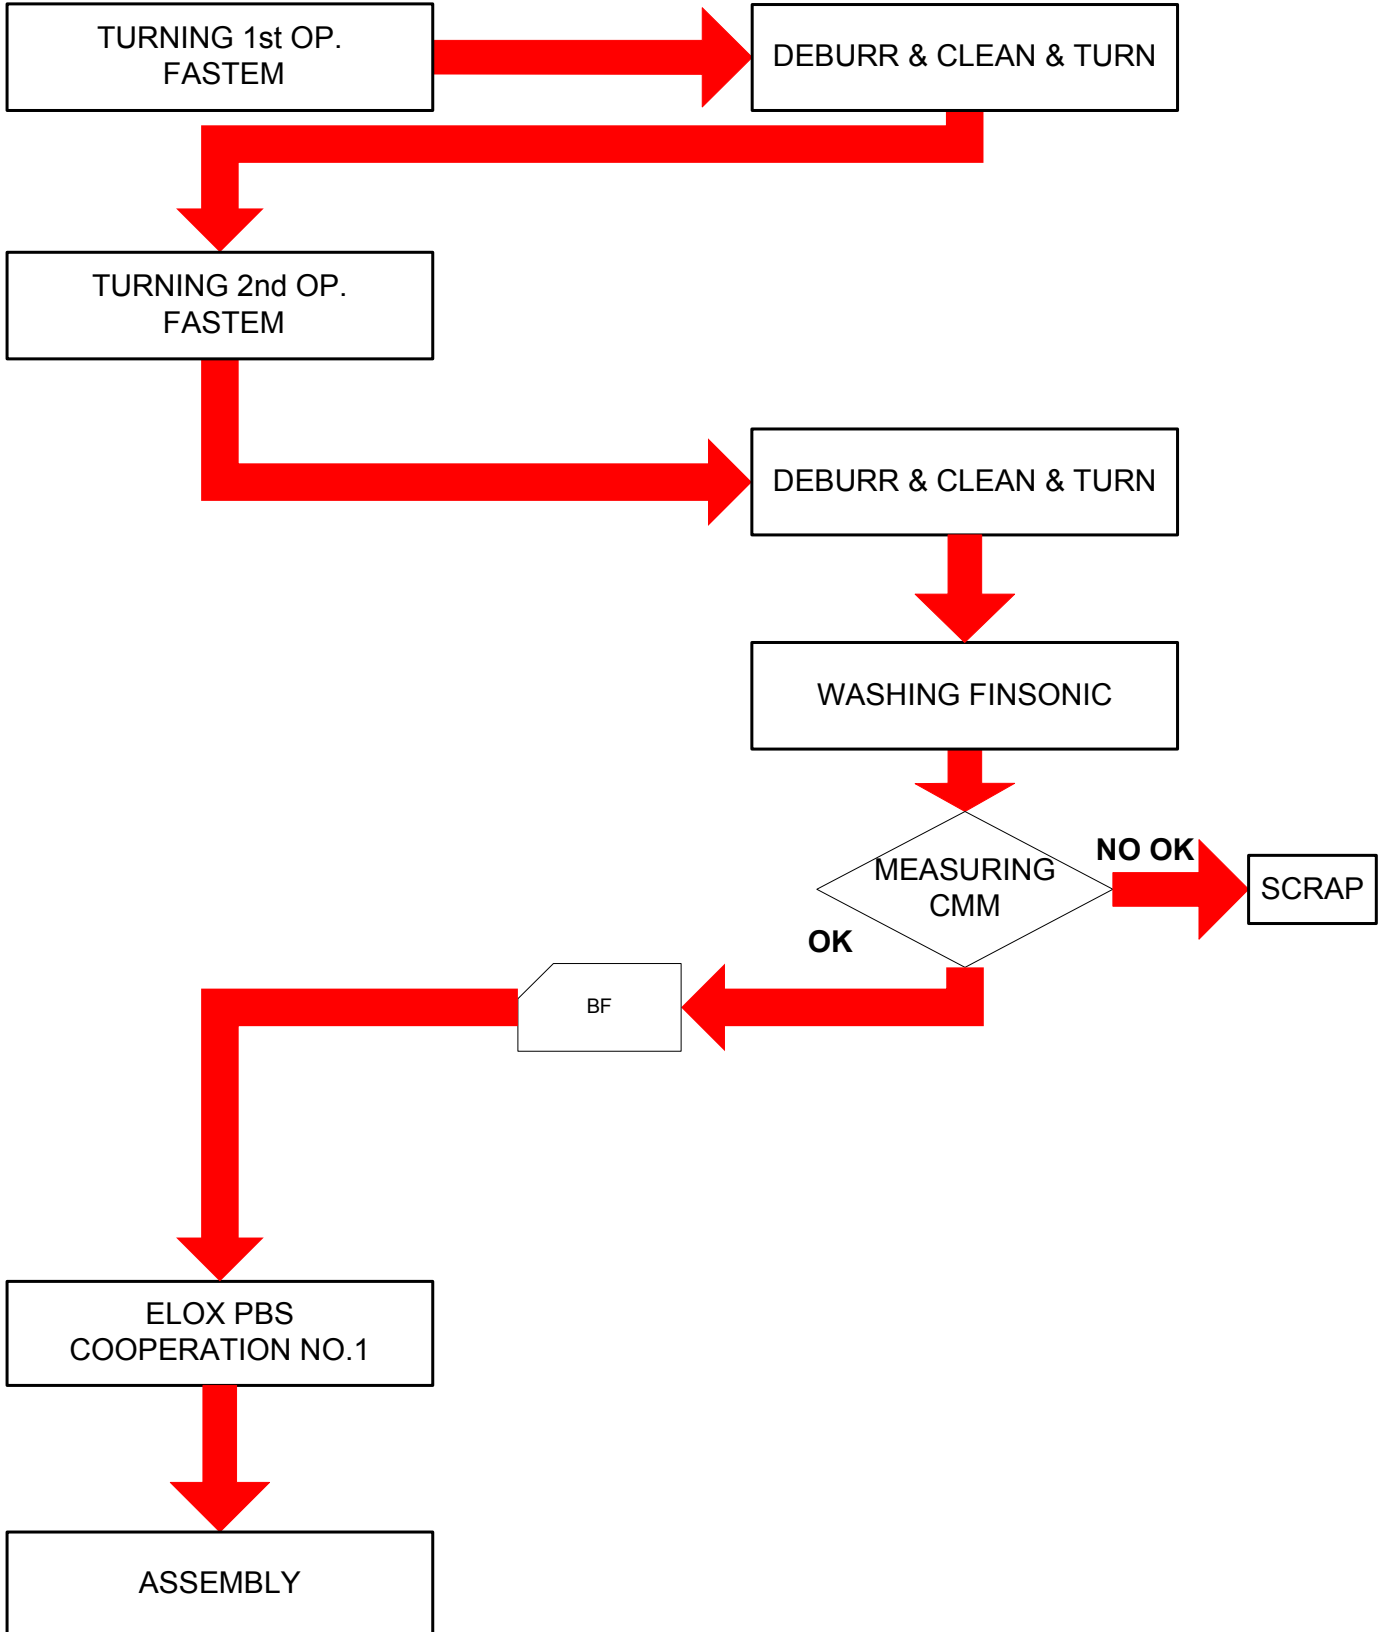 TURNING 1st OP.
FASTEM
DEBURR & CLEAN & TURN
TURNING 2nd OP.
FASTEM
DEBURR & CLEAN & TURN
WASHING FINSONIC
MEASURING
CMM
NO OK
SCRAP
OK
BF
ELOX PBS
COOPERATION NO.1
ASSEMBLY